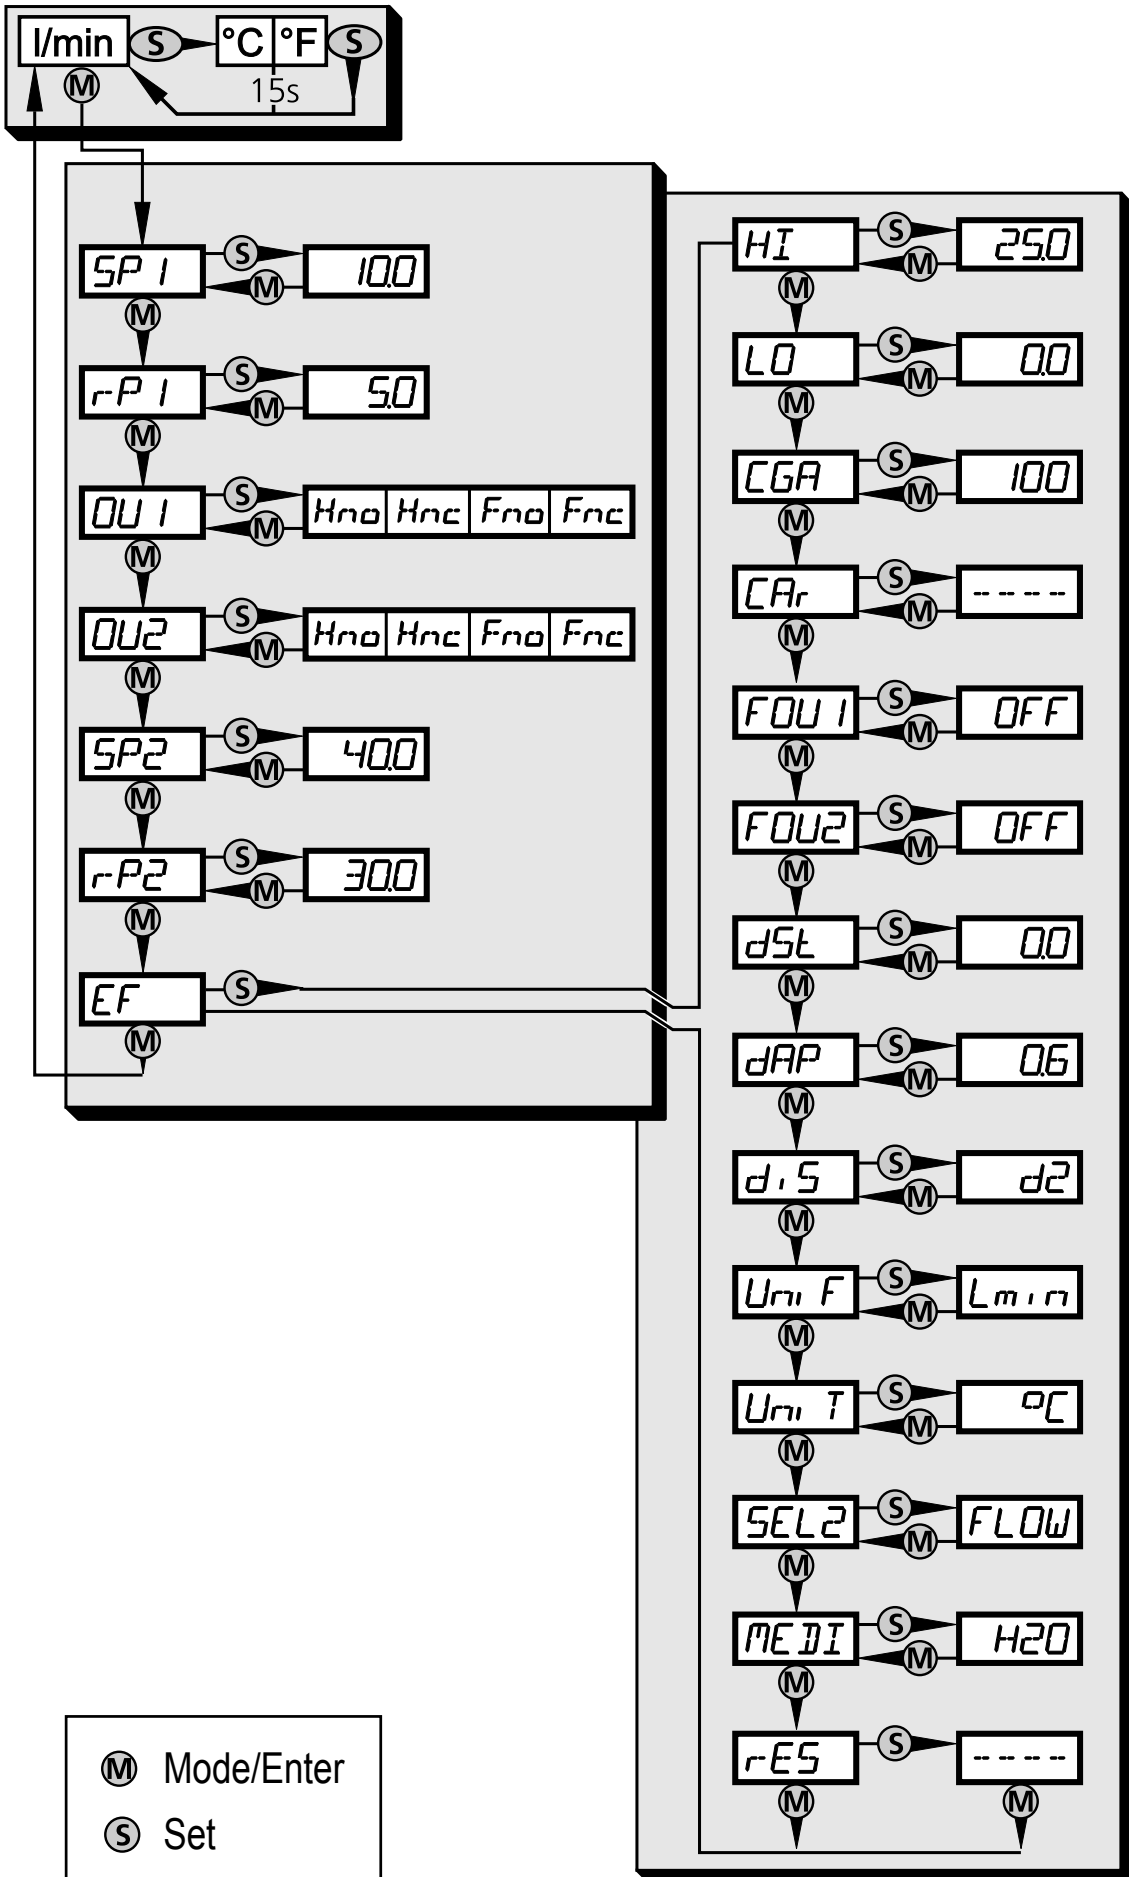 l/min S °C °F S
M 15s
SP1 S M 10.0
M
rP1 S M 5.0
M
OU1 S M Hno Hnc Fno Fnc
M
OU2 S M Hno Hnc Fno Fnc
M
SP2 S M 40.0
M
rP2 S M 30.0
M
EF S
M
HI S M 25.0
M
LO S M 0.0
M
CGA S M 100
M
CAr S M ----
M
FOU1 S M OFF
M
FOU2 S M OFF
M
dSt S M 0.0
M
dAP S M 0.6
M
diS S M d2
M
Uni F S M Lmin
M
Uni T S M °C
M
SEL2 S M FLOW
M
MEDI S M H2O
M
rES S ----
M M
M Mode/Enter
S Set